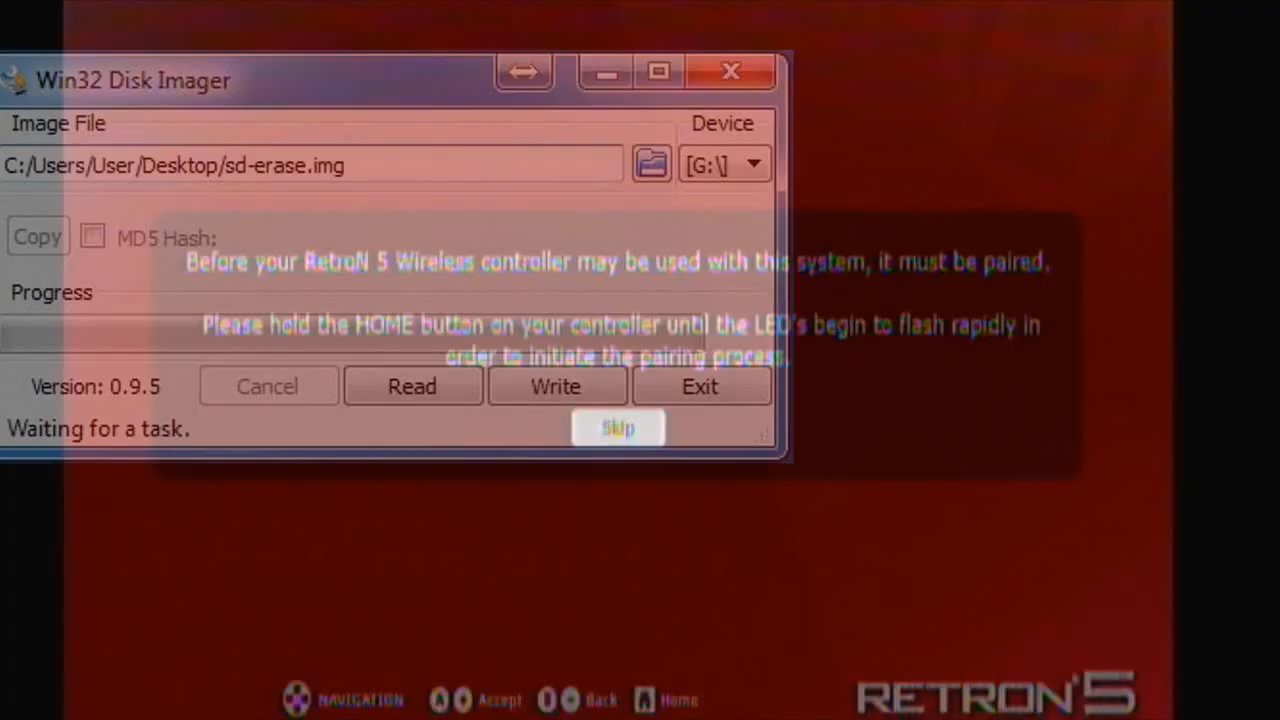 Win32 Disk Imager
Image File
Device
C:/Users/User/Desktop/sd-erase.img
[G:\]
Copy
MD5 Hash:
Before your RetroN 5 Wireless controller may be used with this system, it must be paired.
Progress
Please hold the HOME button on your controller until the LED's begin to flash rapidly in
order to initiate the pairing process.
Version: 0.9.5
Cancel
Read
Write
Exit
Waiting for a task.
Skip
NAVIGATION
A
Accept
Back
Home
RETRON'5